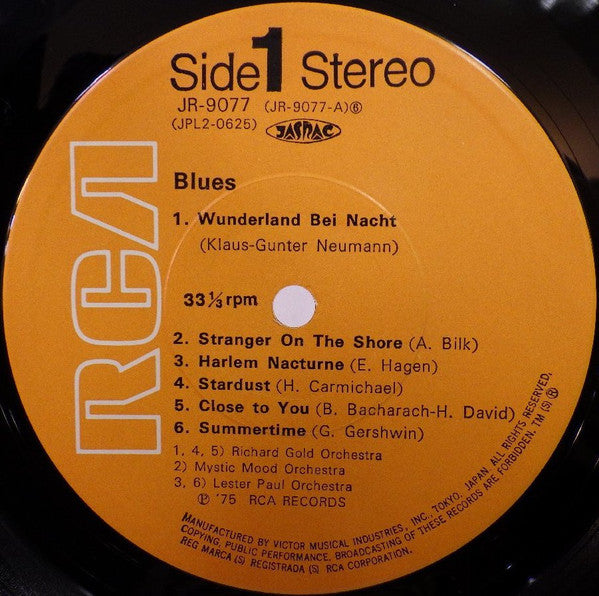 Side 1 Stereo
JR-9077 (JR-9077-A)⑥
(JPL2-0625) JASRAC
RCA
Blues
1. Wunderland Bei Nacht
(Klaus-Gunter Neumann)
33⅓ rpm
2. Stranger On The Shore (A. Bilk)
3. Harlem Nacturne (E. Hagen)
4. Stardust (H. Carmichael)
5. Close to You (B. Bacharach-H. David)
6. Summertime (G. Gershwin)
1, 4, 5) Richard Gold Orchestra
2) Mystic Mood Orchestra
3, 6) Lester Paul Orchestra
Ⓟ '75 RCA RECORDS
MANUFACTURED BY VICTOR MUSICAL INDUSTRIES, INC., TOKYO, JAPAN. ALL RIGHTS RESERVED.
COPYING, PUBLIC PERFORMANCE, BROADCASTING OF THESE RECORDS ARE FORBIDDEN. TM (S) ®
REG MARCA (S) REGISTRADA (S) RCA CORPORATION.